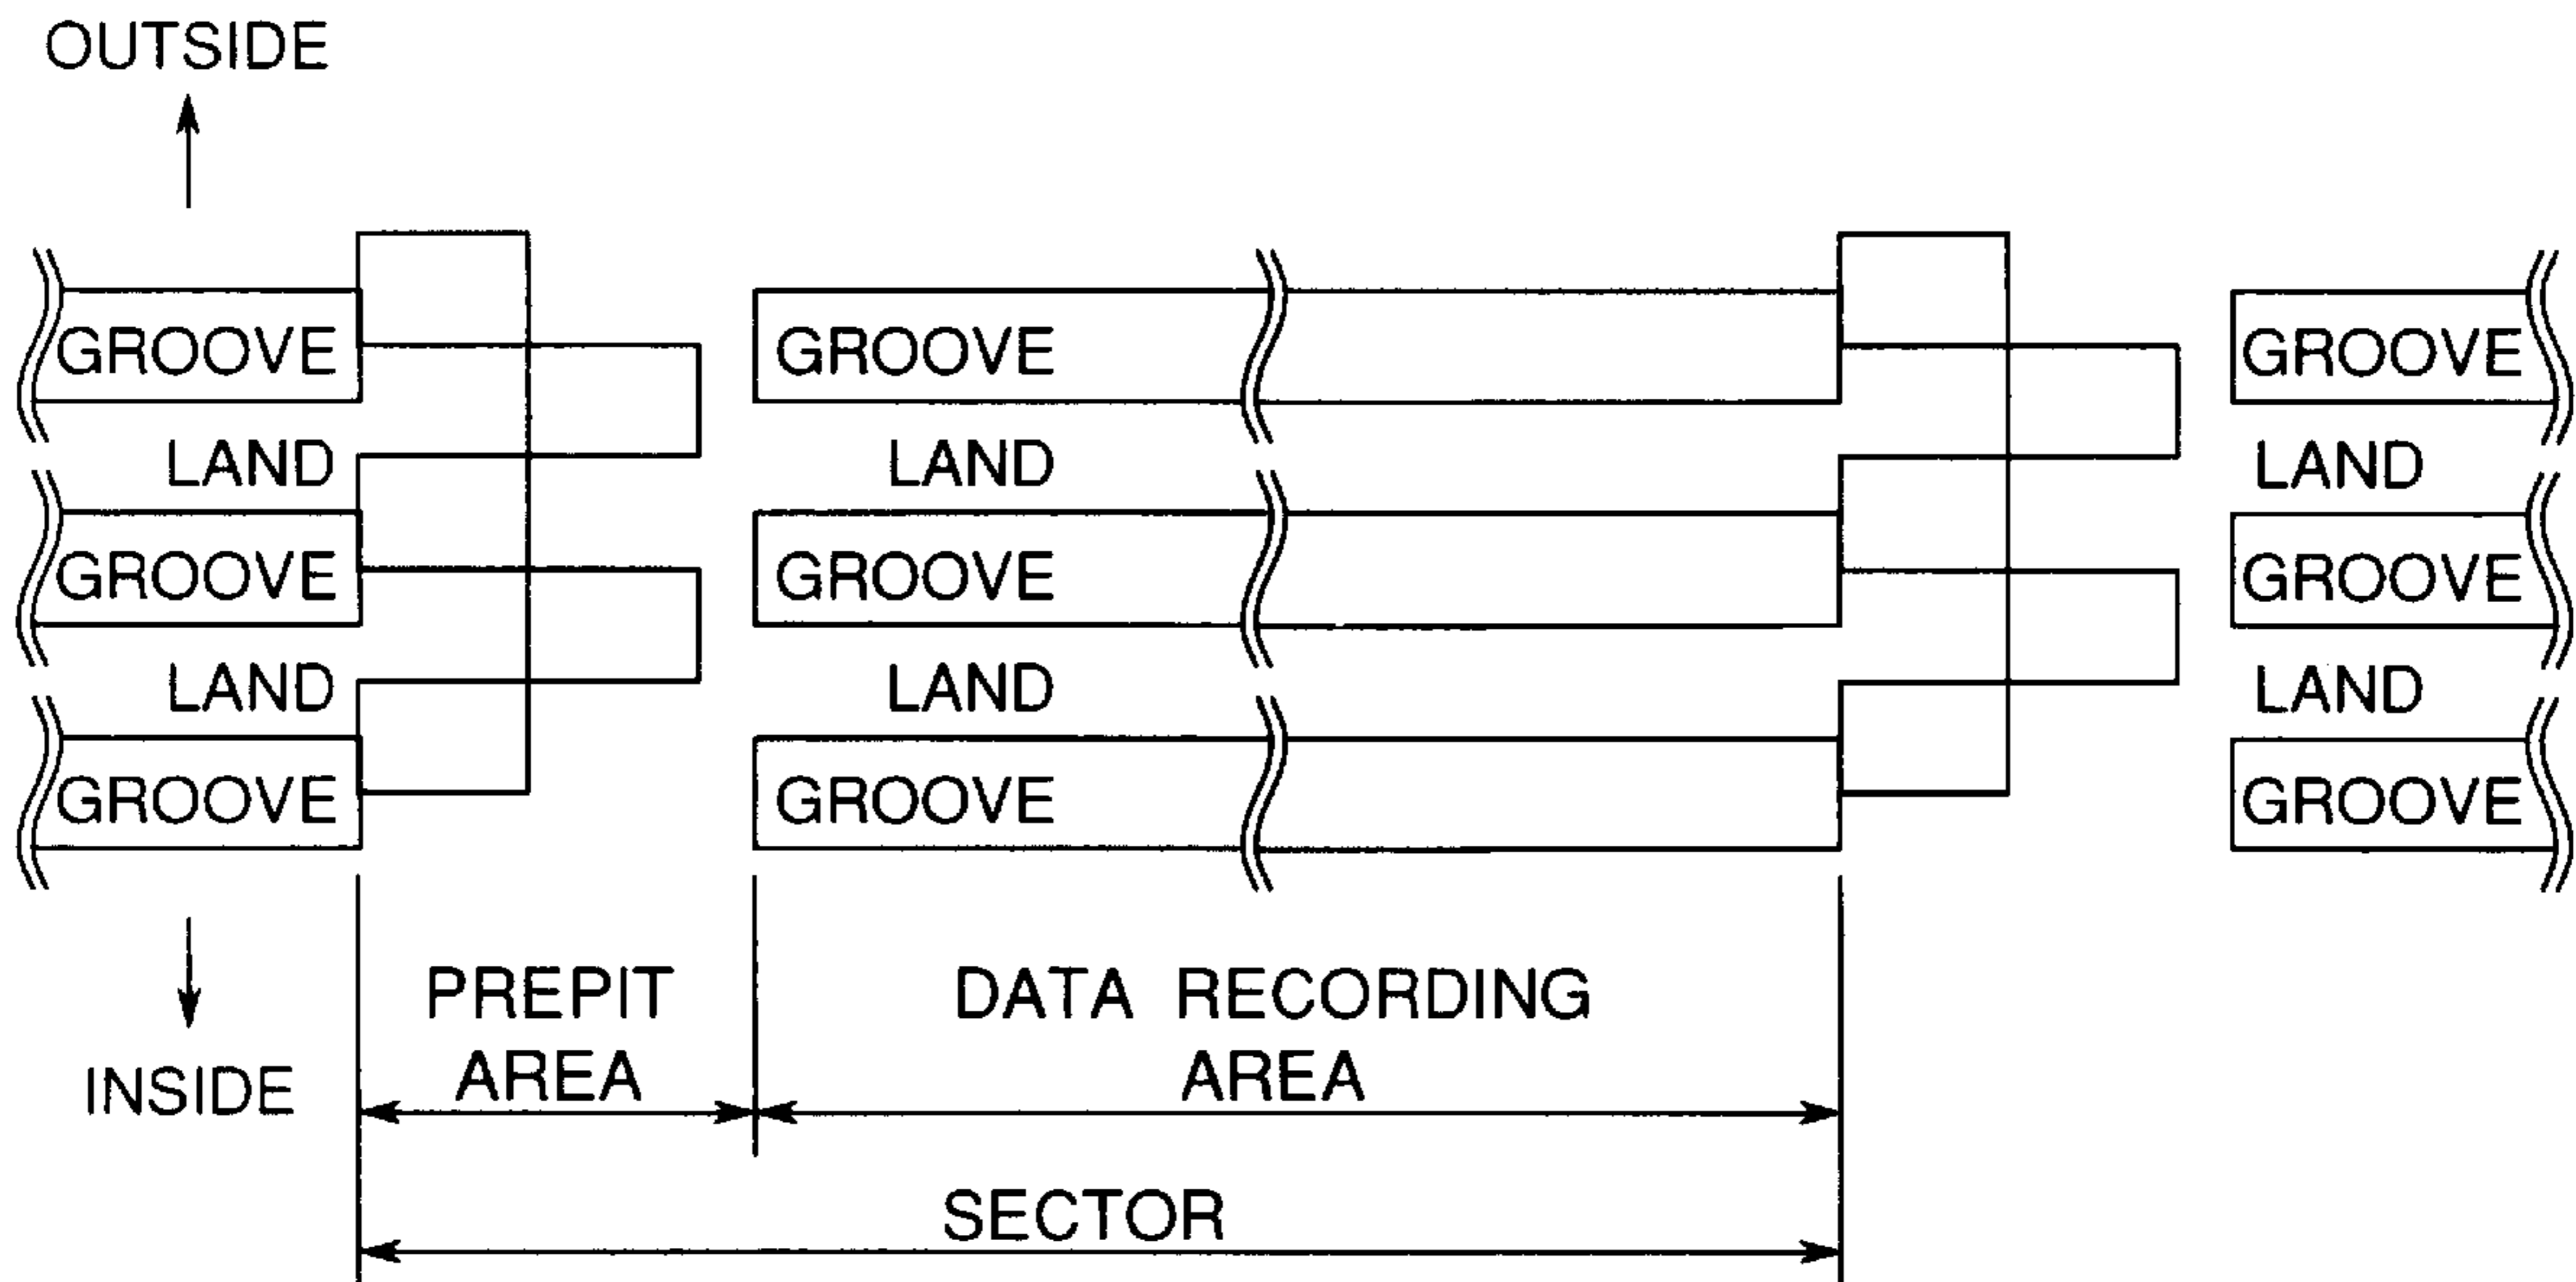 OUTSIDE
GROOVE GROOVE GROOVE
LAND LAND LAND
GROOVE GROOVE GROOVE
LAND LAND LAND
GROOVE GROOVE GROOVE
INSIDE
PREPIT
AREA
DATA RECORDING
AREA
SECTOR